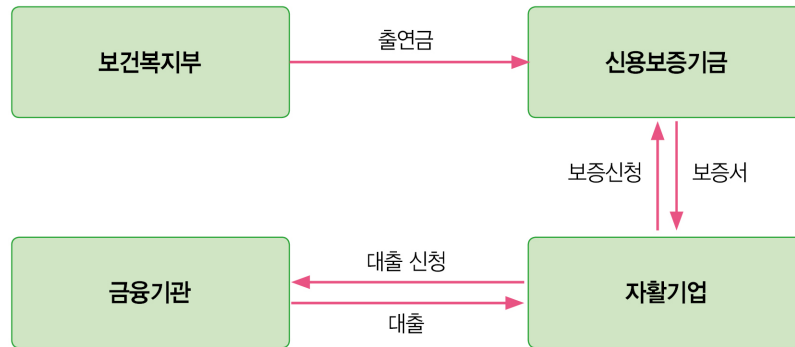 보건복지부
출연금
신용보증기금
보증신청
보증서
금융기관
대출 신청
대출
자활기업